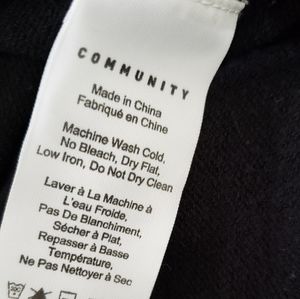 COMMUNITY
Made in China
Fabriqué en Chine
Machine Wash Cold,
No Bleach, Dry Flat,
Low Iron, Do Not Dry Clean
Laver à La Machine à
L'eau Froide,
Pas De Blanchiment,
Sécher à Plat,
Repasser à Basse
Température,
Ne Pas Nettoyer à Sec